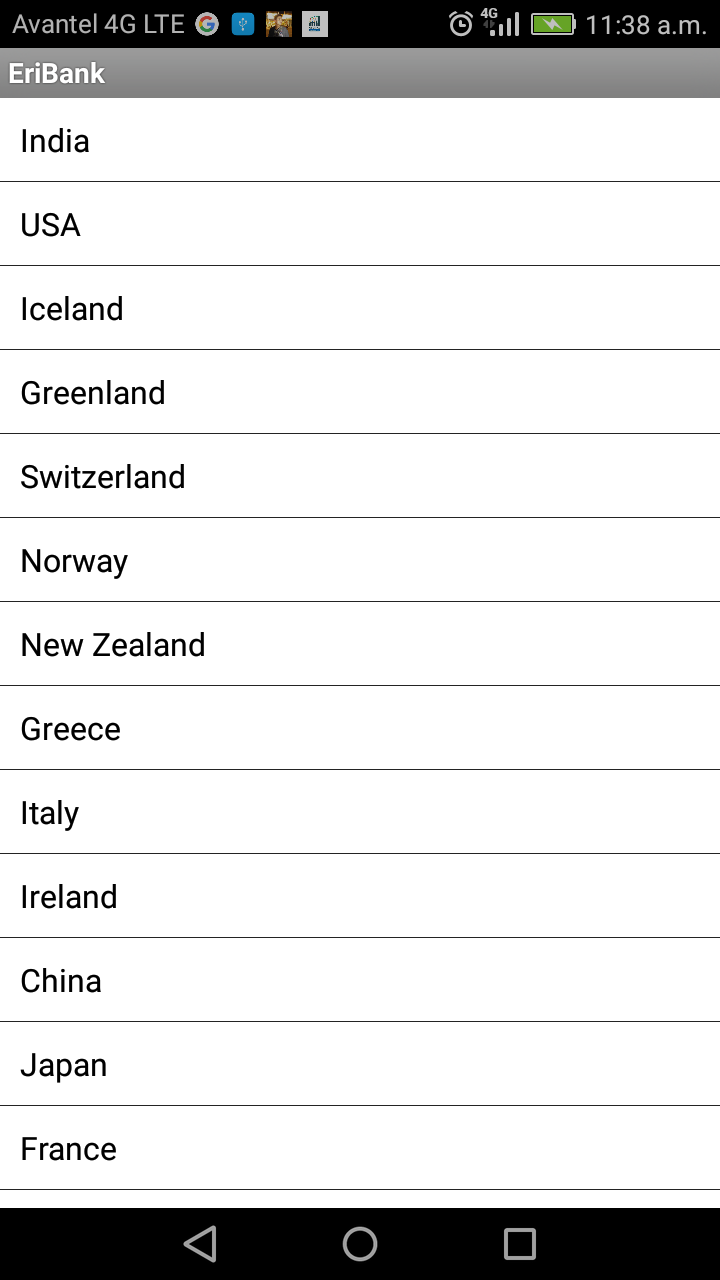 Avantel 4G LTE 4G 11:38 a.m.
EriBank
India
USA
Iceland
Greenland
Switzerland
Norway
New Zealand
Greece
Italy
Ireland
China
Japan
France